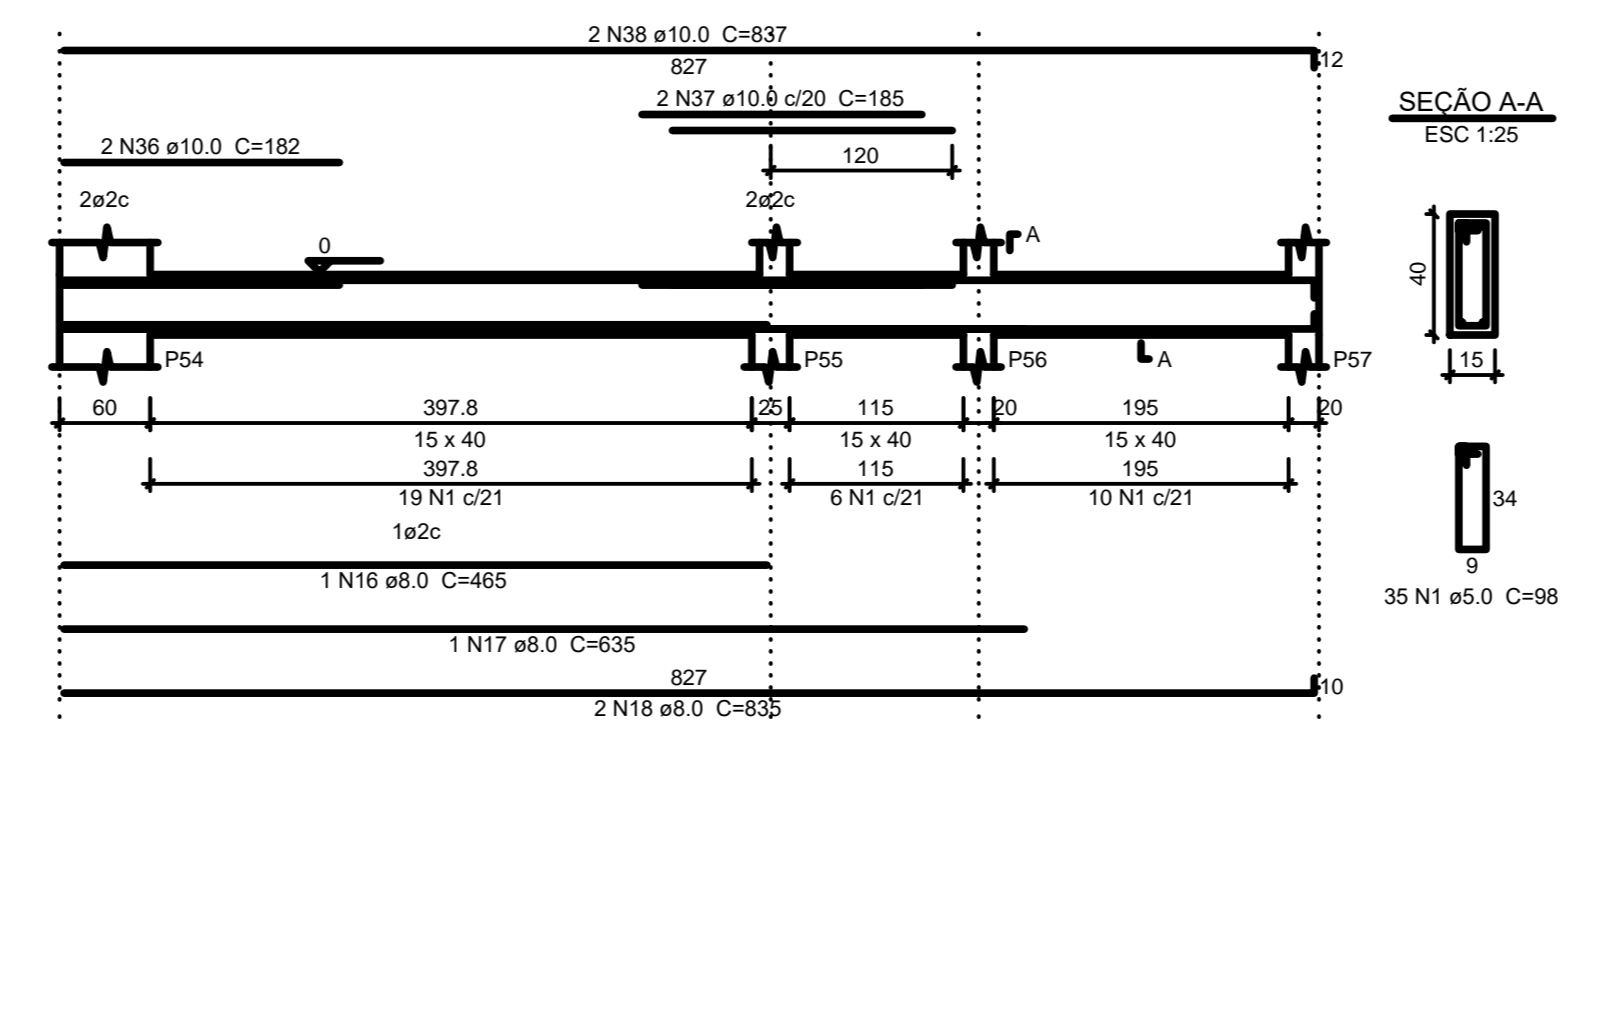 2 N38 ø10.0 C=837
827
12
2 N37 ø10.0 c/20 C=185
SEÇÃO A-A
ESC 1:25
2 N36 ø10.0 C=182
120
2ø2c
2ø2c
0
A
40
P54
P55
P56
A
P57
15
60
397.8
25
115
20
195
20
15 x 40
15 x 40
15 x 40
397.8
115
195
19 N1 c/21
6 N1 c/21
10 N1 c/21
34
1ø2c
9
1 N16 ø8.0 C=465
35 N1 ø5.0 C=98
1 N17 ø8.0 C=635
827
10
2 N18 ø8.0 C=835